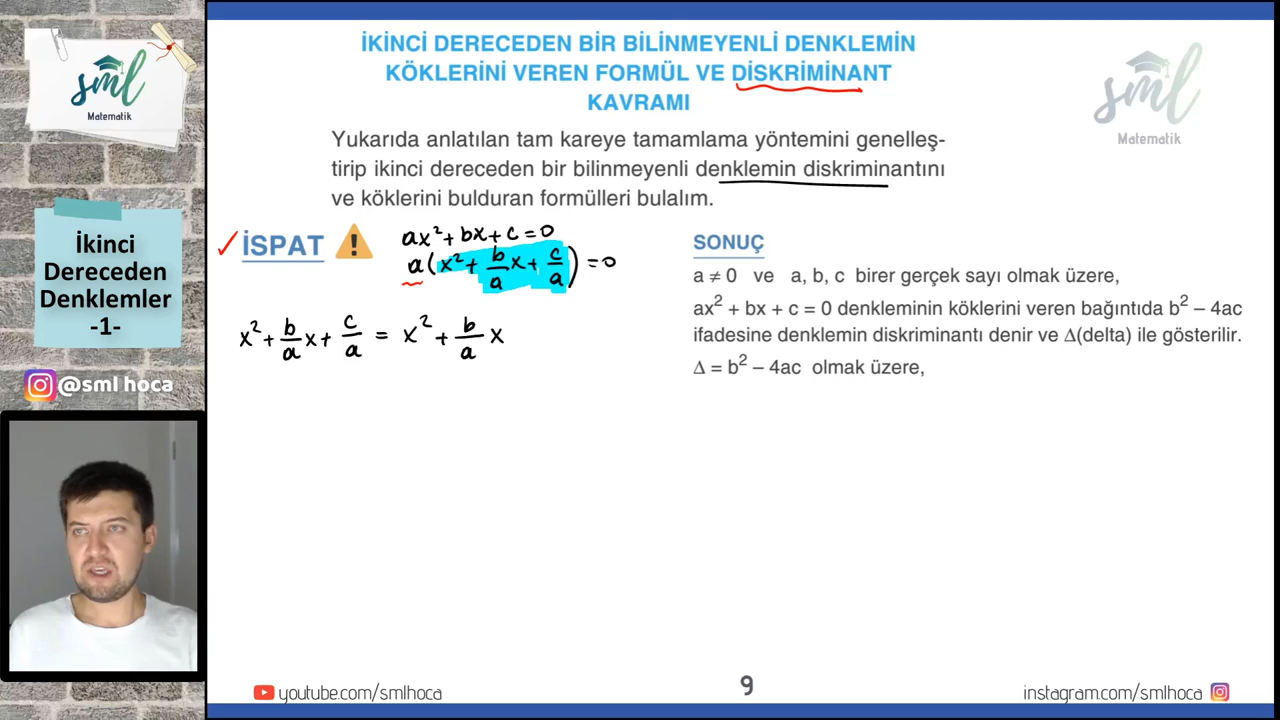 sml
Matematik
İKİNCİ DERECEDEN BİR BİLİNMEYENLİ DENKLEMİN
KÖKLERİNİ VEREN FORMÜL VE DİSKRİMİNANT
KAVRAMI
sml
Matematik
Yukarıda anlatılan tam kareye tamamlama yöntemini genelleş-
tirip ikinci dereceden bir bilinmeyenli denklemin diskriminantını
ve köklerini bulduran formülleri bulalım.
İkinci
Dereceden
Denklemler
-1-
@sml hoca
✓ İSPAT !
ax² + bx + c = 0
a(x² + b/a x + c/a) = 0
x² + b/a x + c/a = x² + b/a x
SONUÇ
a ≠ 0 ve a, b, c birer gerçek sayı olmak üzere,
ax² + bx + c = 0 denkleminin köklerini veren bağıntıda b² – 4ac
ifadesine denklemin diskriminantı denir ve Δ(delta) ile gösterilir.
Δ = b² – 4ac olmak üzere,
youtube.com/smlhoca
9
instagram.com/smlhoca